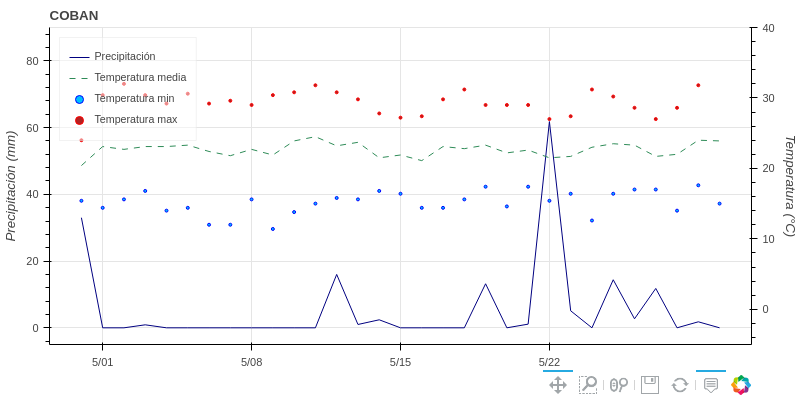 COBAN
Precipitación
Temperatura media
Temperatura min
Temperatura max
Precipitación (mm)
0
20
40
60
80
Temperatura (°C)
0
10
20
30
40
5/01
5/08
5/15
5/22